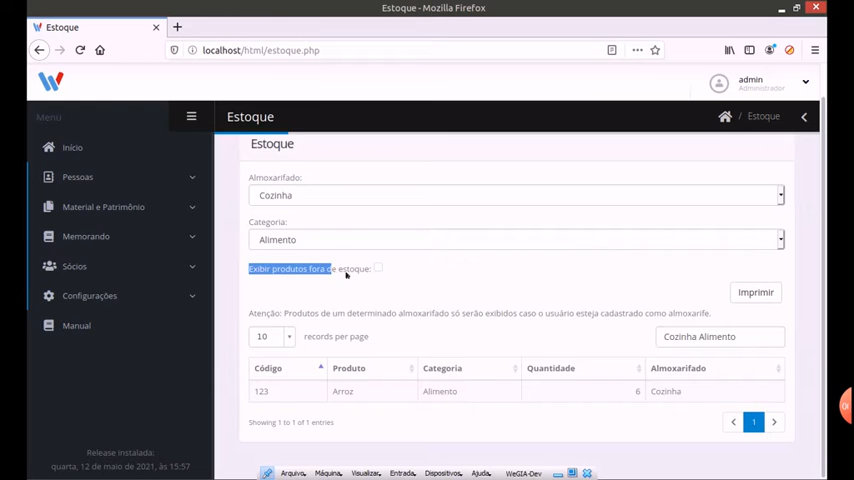 Estoque - Mozilla Firefox
Estoque
localhost/html/estoque.php
admin
Administrador
Menu
Estoque
/ Estoque
Início
Pessoas
Material e Patrimônio
Memorando
Sócios
Configurações
Manual
Release Instalada:
quarta, 12 de maio de 2021, às 15:57
Estoque
Almoxarifado:
Cozinha
Categoria:
Alimento
Exibir produtos fora de estoque:
Imprimir
Atenção: Produtos de um determinado almoxarifado só serão exibidos caso o usuário esteja cadastrado como almoxarife.
10 records per page
Cozinha Alimento
Código Produto Categoria Quantidade Almoxarifado
123 Arroz Alimento 6 Cozinha
Showing 1 to 1 of 1 entries
1
Arquivo Máquina Visualizar Entrada Dispositivos Ajuda WeGIA-Dev